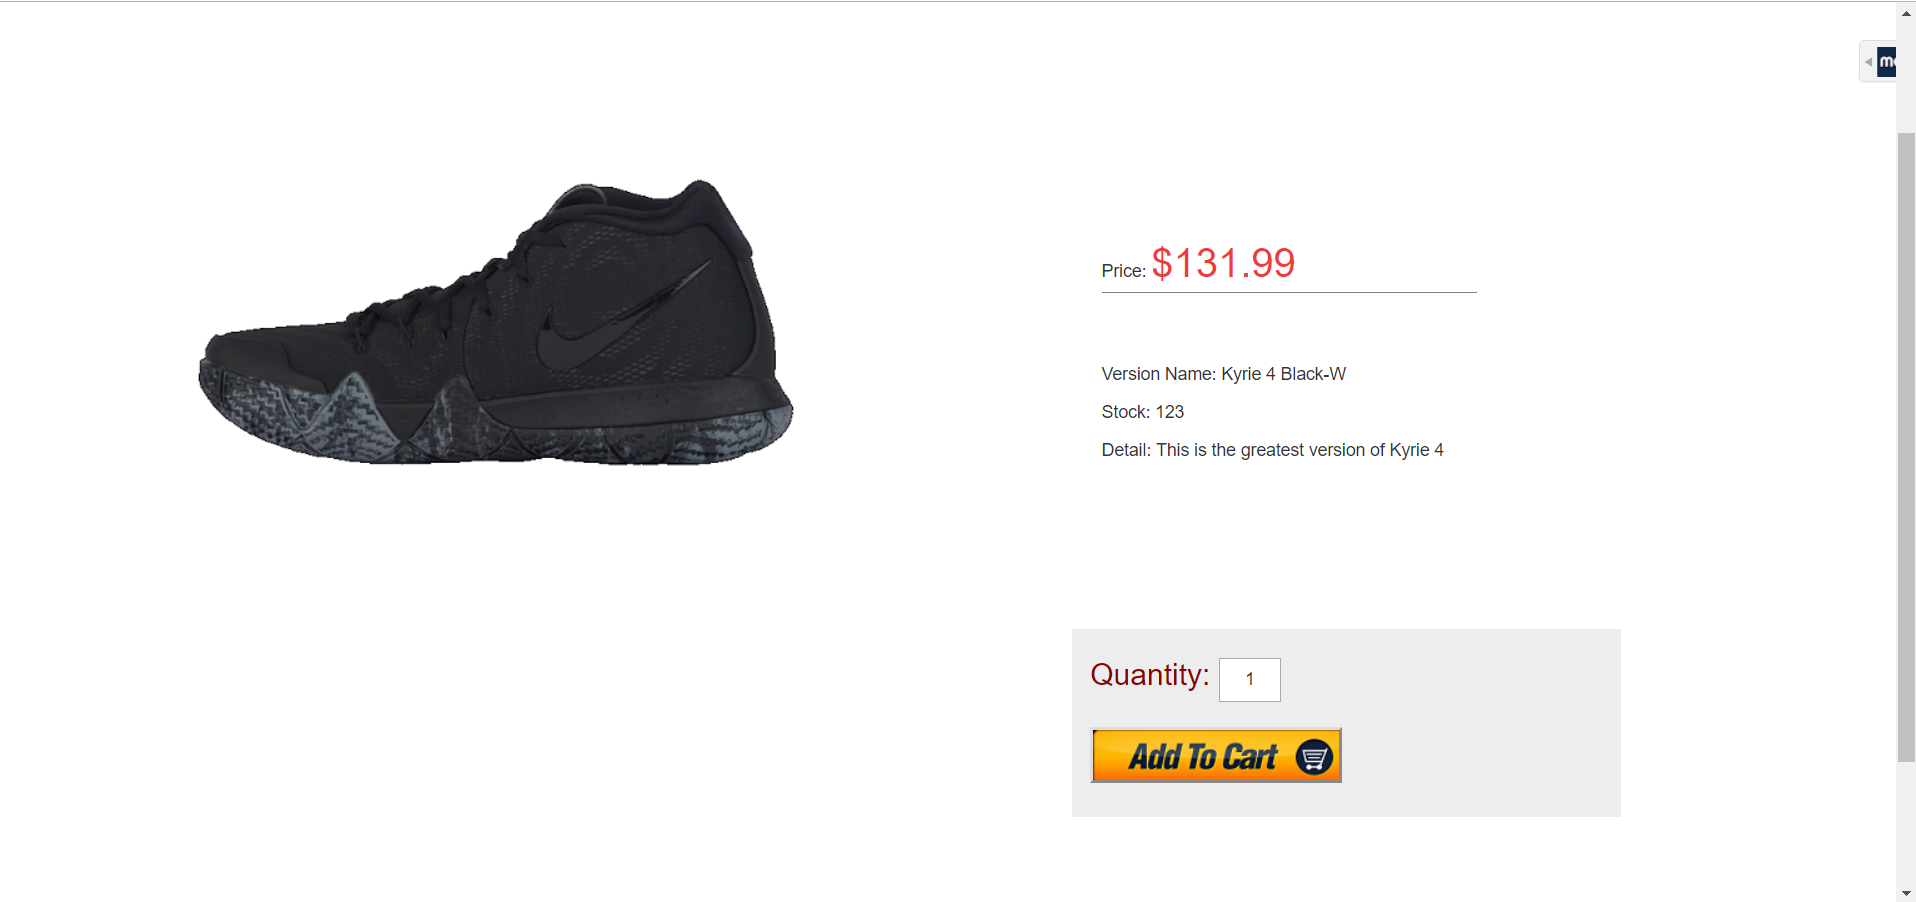 Price: $131.99
Version Name: Kyrie 4 Black-W
Stock: 123
Detail: This is the greatest version of Kyrie 4
Quantity: 1
Add To Cart